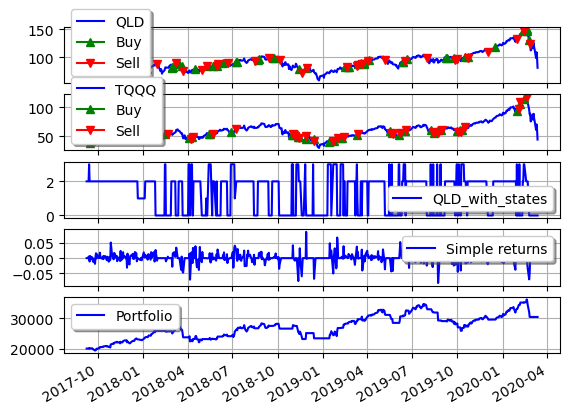 QLD
Buy
Sell
150
100
TQQQ
Buy
Sell
100
50
QLD_with_states
2
0
Simple returns
0.05
0.00
−0.05
Portfolio
30000
20000
2017-10
2018-01
2018-04
2018-07
2018-10
2019-01
2019-04
2019-07
2019-10
2020-01
2020-04